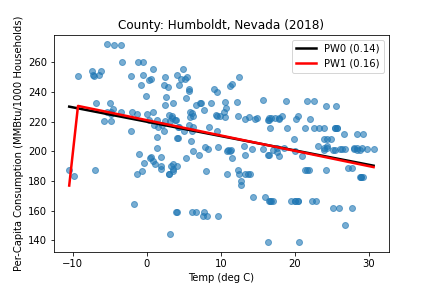 County: Humboldt, Nevada (2018)
PW0 (0.14)
PW1 (0.16)
Per-Capita Consumption (MMBtu/1000 Households)
260
240
220
200
180
160
140
−10
0
10
20
30
Temp (deg C)